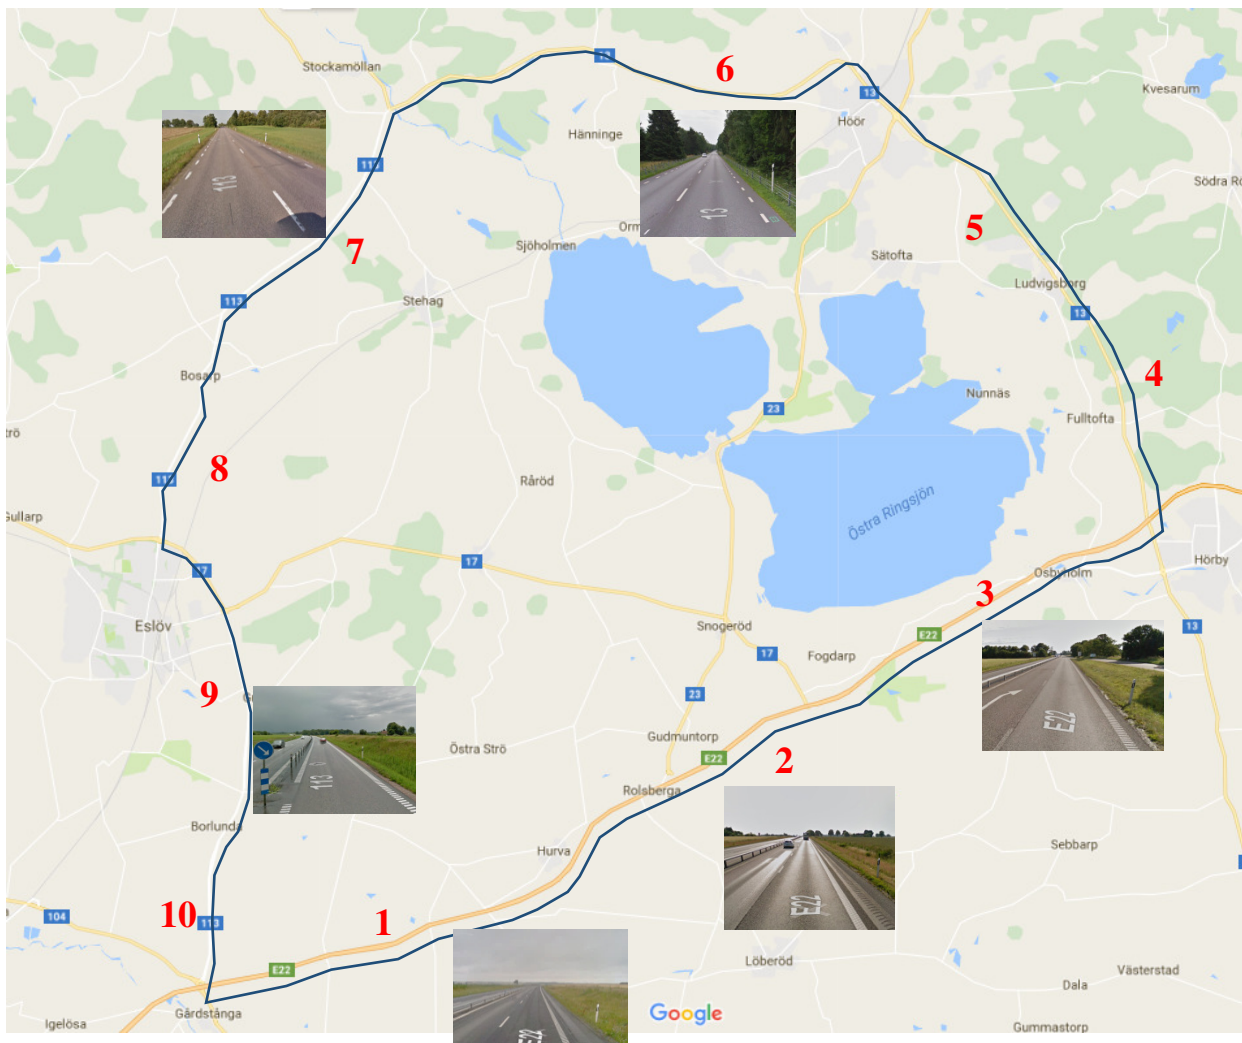 Stockamöllan
13
6
Kvesarum
13
Höör
Hänninge
113
113
13
Södra Rö
5
7
Orm
Sjöholmen
Sätofta
Ludvigsborg
113
Stehag
13
Bosarp
4
Nunnäs
23
Fulltofta
8
113
Råröd
Östra Ringsjön
Gullarp
17
17
Osbyholm
Hörby
3
Eslöv
Snogeröd
13
E22
17
Fogdarp
9
23
E22
Gudmuntorp
Östra Strö
E22
2
113
Rolsberga
Borlunda
Hurva
Sebbarp
E22
104
10
113
1
Löberöd
E22
Västerstad
Dala
Gårdstånga
Google
Igelösa
Gummastorp
E22